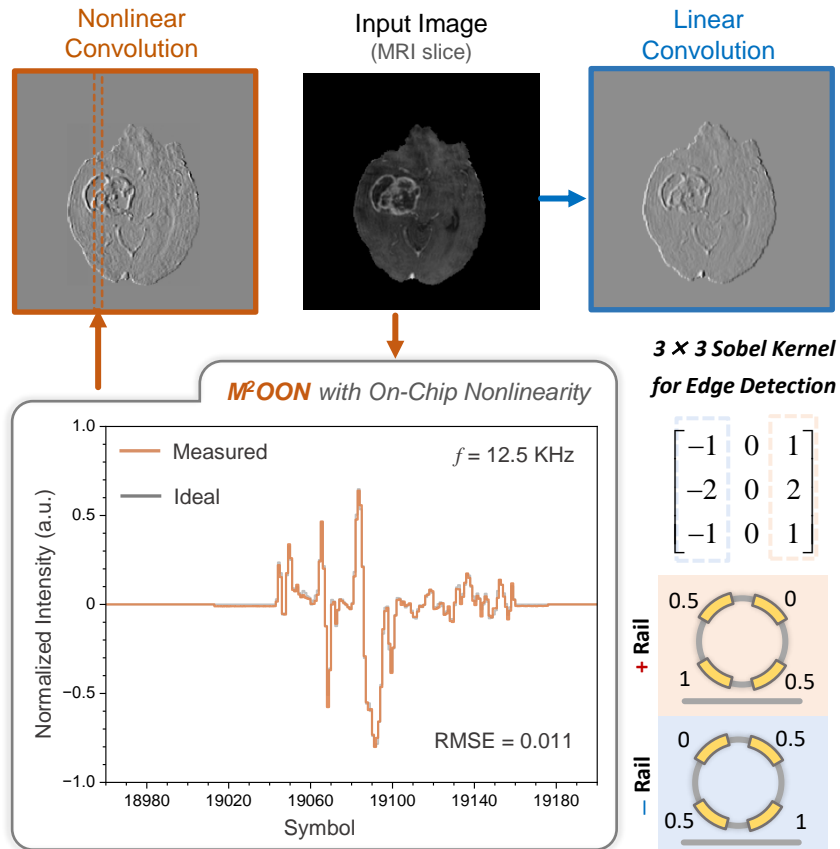 Nonlinear
Convolution
Input Image
(MRI slice)
Linear
Convolution
M²OON with On-Chip Nonlinearity
3 × 3 Sobel Kernel
for Edge Detection
−1 0 1
−2 0 2
−1 0 1
1.0
0.5
0
−0.5
−1.0
Normalized Intensity (a.u.)
Measured
Ideal
f = 12.5 KHz
RMSE = 0.011
18980 19020 19060 19100 19140 19180
Symbol
+ Rail
0.5 0
1 0.5
− Rail
0 0.5
0.5 1